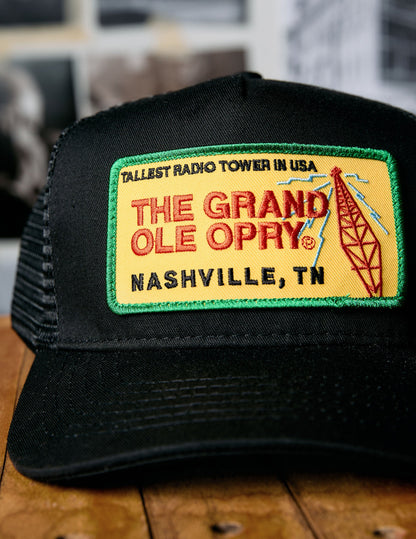 TALLEST RADIO TOWER IN USA
THE GRAND
OLE OPRY®
NASHVILLE, TN